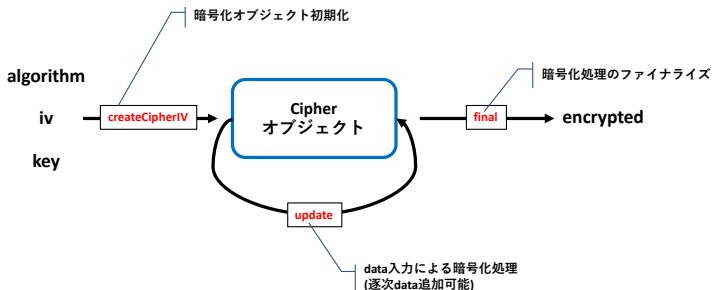 暗号化オブジェクト初期化
algorithm
iv
key
createCipherIV
Cipher
オブジェクト
update
data入力による暗号化処理
(逐次data追加可能)
暗号化処理のファイナライズ
final
encrypted